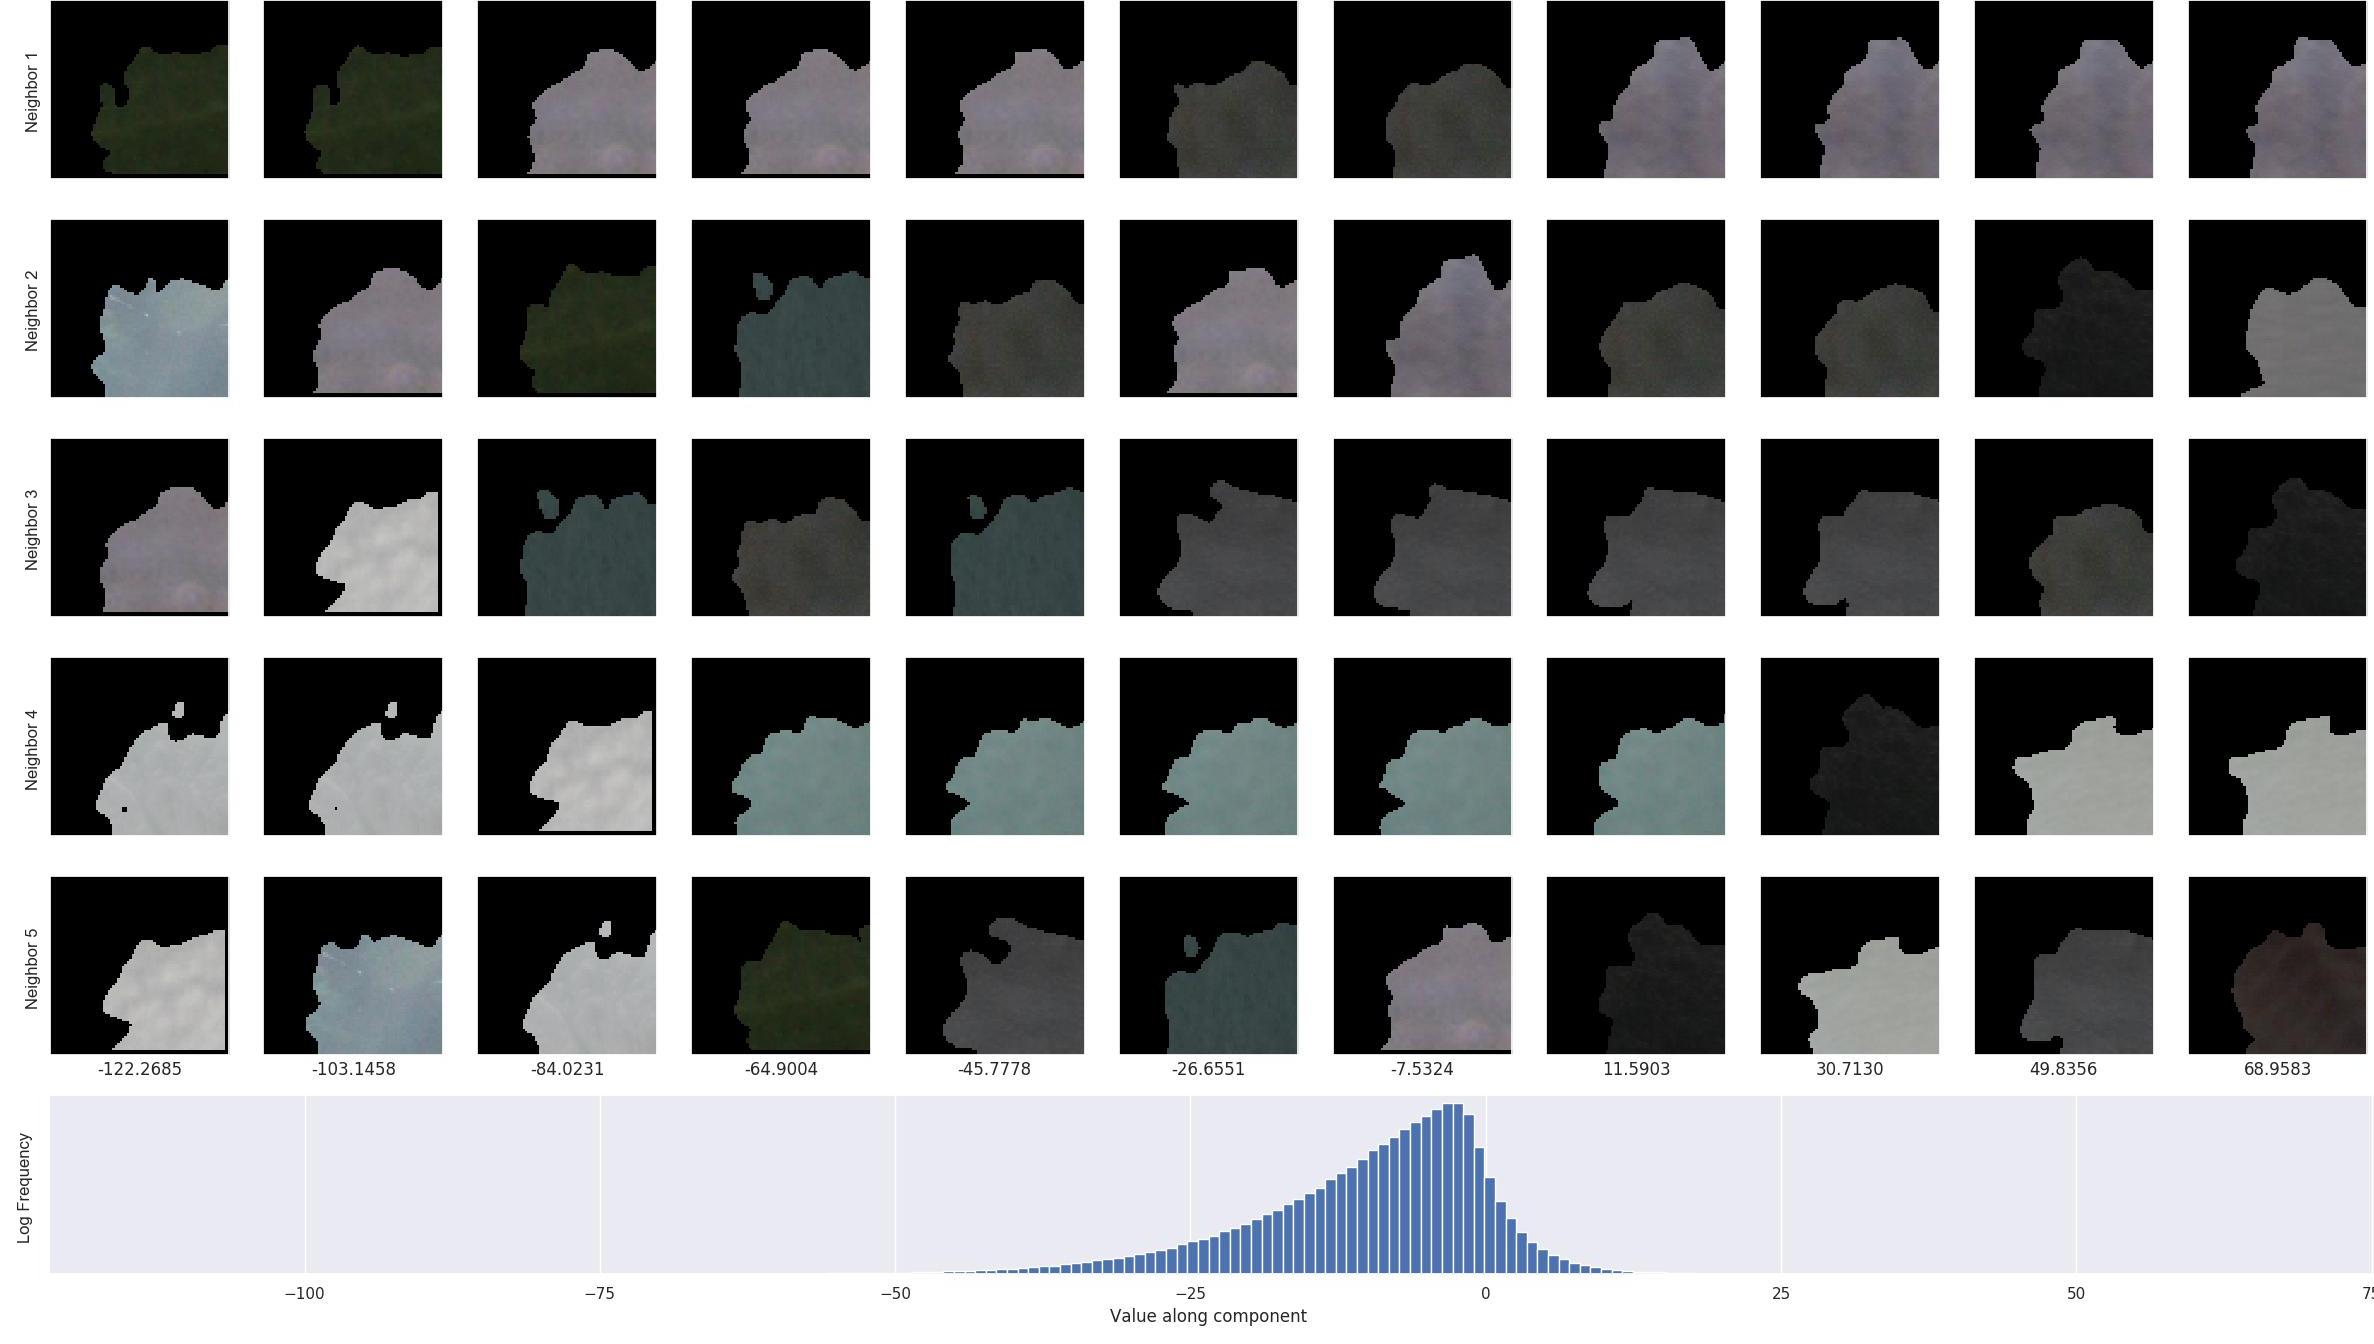 Neighbor 1
Neighbor 2
Neighbor 3
Neighbor 4
Neighbor 5
-122.2685 -103.1458 -84.0231 -64.9004 -45.7778 -26.6551 -7.5324 11.5903 30.7130 49.8356 68.9583
Log Frequency
−100 −75 −50 −25 0 25 50
Value along component